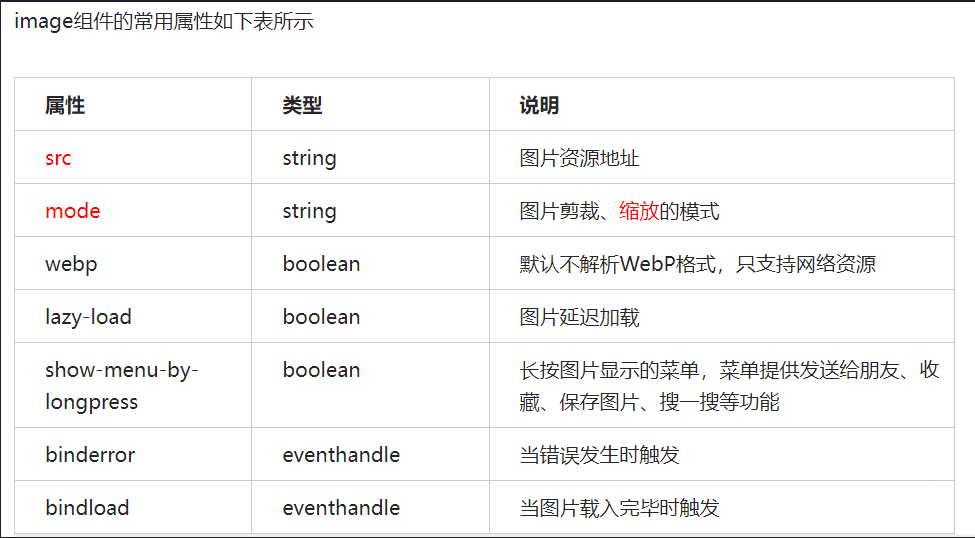 image组件的常用属性如下表所示
属性 类型 说明
src string 图片资源地址
mode string 图片剪裁、缩放的模式
webp boolean 默认不解析WebP格式，只支持网络资源
lazy-load boolean 图片延迟加载
show-menu-by- boolean 长按图片显示的菜单，菜单提供发送给朋友、收
longpress 藏、保存图片、搜一搜等功能
binderror eventhandle 当错误发生时触发
bindload eventhandle 当图片载入完毕时触发